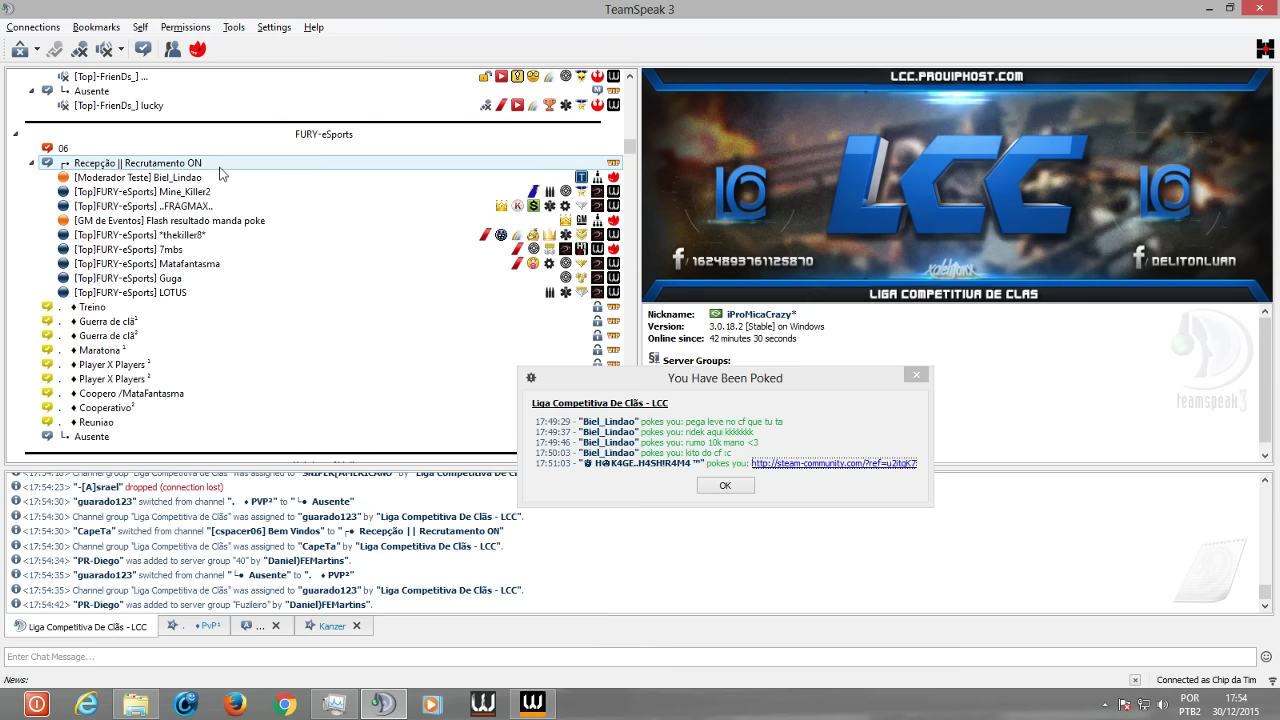 TeamSpeak 3
Connections Bookmarks Self Permissions Tools Settings Help
[Top]-FrienDs_] ...
Ausente
[Top]-FrienDs_] lucky
FURY-eSports
06
┌• Recepção || Recrutamento ON
[Moderador Teste] Biel_Lindao
[Top]FURY-eSports] Mine_Killer2
[Top]FURY-eSports] ..FRAGMAX..
[GM de Eventos] Flash resultado manda poke
[Top]FURY-eSports] *thekiller8*
[Top]FURY-eSports] 7mbs
[Top]FURY-eSports] Matafantasma
[Top]FURY-eSports] Guga
[Top]FURY-eSports] LOTUS
. ♦ Treino
. ♦ Guerra de clã¹
. ♦ Guerra de clã²
. ♦ Maratona ¹
. ♦ Player X Players ¹
. ♦ Player X Players ²
. ♦ Coopero /MataFantasma
. ♦ Cooperativo²
. ♦ Reuniao
Ausente
LCC.PROVIPHOST.COM
LCC
f/1624893761125870
f/DELITONLUAN
LIGA COMPETITIVA DE CLAS
Nickname: iProMicaCrazy*
Version: 3.0.18.2 [Stable] on Windows
Online since: 42 minutes 30 seconds
Server Groups:
teamspeak3
You Have Been Poked
Liga Competitiva De Clãs - LCC
17:49:29 - "Biel_Lindao" pokes you: pega leve no cf que tu ta
17:49:37 - "Biel_Lindao" pokes you: ridek aqui kkkkkkk
17:49:46 - "Biel_Lindao" pokes you: rumo 10k mano <3
17:50:03 - "Biel_Lindao" pokes you: kito do cf :c
17:51:03 - pokes you: http://steam-community.com/?ref=u2itqK7
OK
<17:54:23> "-[A]srael" dropped (connection lost)
<17:54:30> "guarado123" switched from channel ". ♦ PVP²" to "└● Ausente"
<17:54:30> Channel group "Liga Competitiva de Clãs" was assigned to "guarado123" by "Liga Competitiva De Clãs - LCC".
<17:54:30> "CapeTa" switched from channel "[cspacer06] Bem Vindos" to "┌● Recepção || Recrutamento ON"
<17:54:30> Channel group "Liga Competitiva de Clãs" was assigned to "CapeTa" by "Liga Competitiva De Clãs - LCC".
<17:54:34> "PR-Diego" was added to server group "40" by "Daniel)FEMartins".
<17:54:35> "guarado123" switched from channel "└● Ausente" to ". ♦ PVP²"
<17:54:35> Channel group "Liga Competitiva de Clãs" was assigned to "guarado123" by "Liga Competitiva De Clãs - LCC".
<17:54:42> "PR-Diego" was added to server group "Fuzileiro" by "Daniel)FEMartins".
Liga Competitiva De Clãs - LCC . ♦ PvP¹ ... Kanzer
Enter Chat Message...
News:
Connected as Chip da Tim
POR
PTB2
17:54
30/12/2015